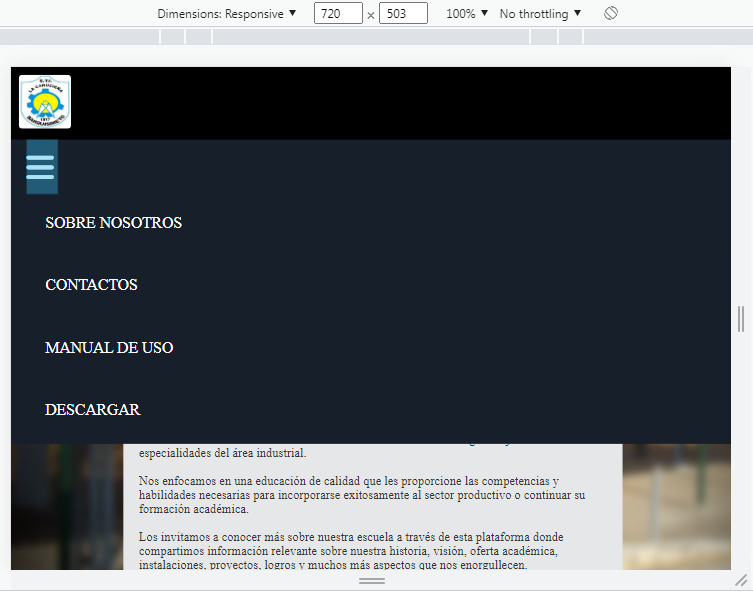 Dimensions: Responsive ▼ 720 × 503 100% ▼ No throttling ▼
E.T.C.
LA CARUCIEÑA
BARQUISIMETO
SOBRE NOSOTROS
CONTACTOS
MANUAL DE USO
DESCARGAR
especialidades del área industrial.
Nos enfocamos en una educación de calidad que les proporcione las competencias y
habilidades necesarias para incorporarse exitosamente al sector productivo o continuar su
formación académica.
Los invitamos a conocer más sobre nuestra escuela a través de esta plataforma donde
compartimos información relevante sobre nuestra historia, visión, oferta académica,
instalaciones, proyectos, logros y muchos más aspectos que nos enorgullecen.